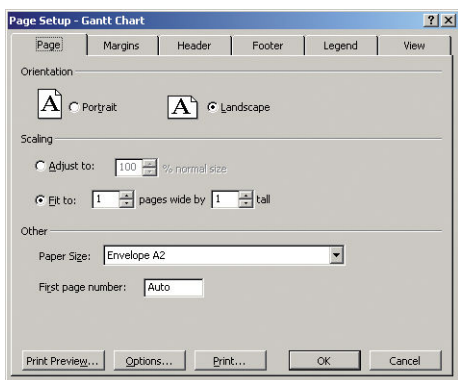 Page Setup - Gantt Chart
Page Margins Header Footer Legend View
Orientation
A Portrait A Landscape
Scaling
Adjust to: 100 % normal size
Fit to: 1 pages wide by 1 tall
Other
Paper Size: Envelope A2
First page number: Auto
Print Preview... Options... Print... OK Cancel